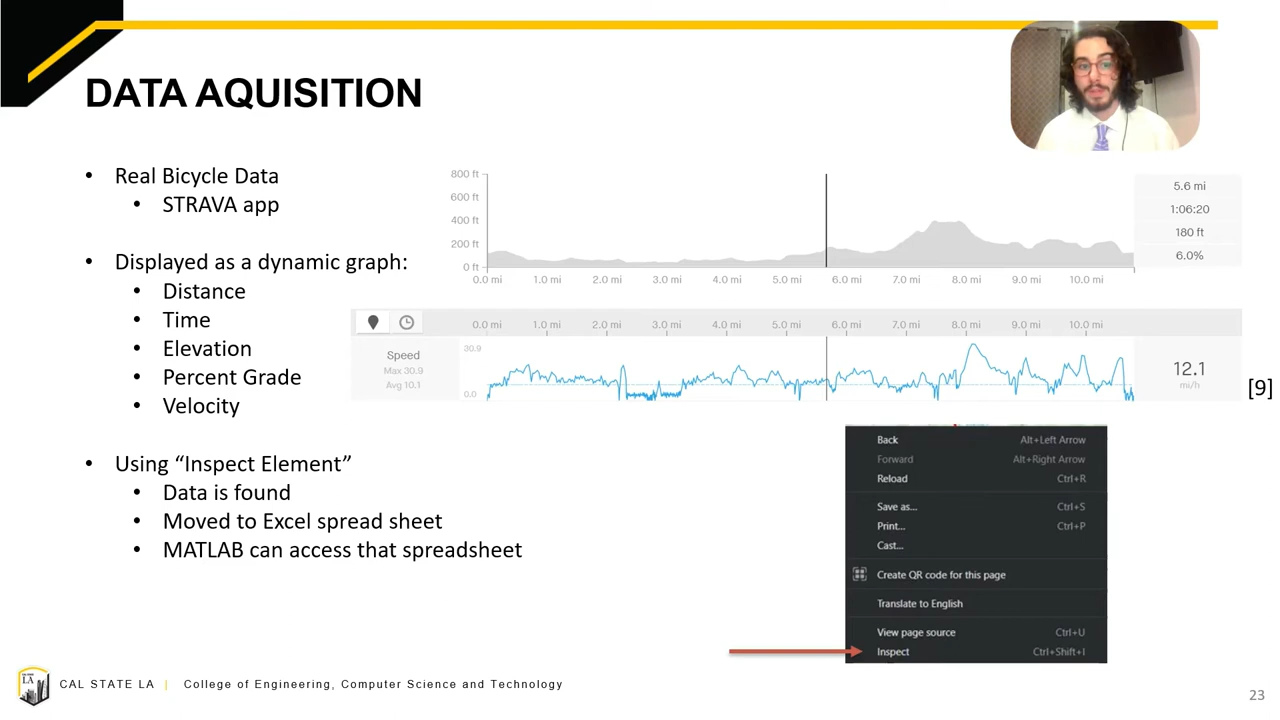 DATA AQUISITION
• Real Bicycle Data
• STRAVA app
• Displayed as a dynamic graph:
• Distance
• Time
• Elevation
• Percent Grade
• Velocity
• Using “Inspect Element”
• Data is found
• Moved to Excel spread sheet
• MATLAB can access that spreadsheet
800 ft
600 ft
400 ft
200 ft
0 ft
0.0 mi 1.0 mi 2.0 mi 3.0 mi 4.0 mi 5.0 mi 6.0 mi 7.0 mi 8.0 mi 9.0 mi 10.0 mi
5.6 mi
1:06:20
180 ft
6.0%
0.0 mi 1.0 mi 2.0 mi 3.0 mi 4.0 mi 5.0 mi 6.0 mi 7.0 mi 8.0 mi 9.0 mi 10.0 mi
Speed
Max 30.9
Avg 10.1
30.9
0.0
12.1
mi/h
[9]
Back Alt+Left Arrow
Forward Alt+Right Arrow
Reload Ctrl+R
Save as... Ctrl+S
Print... Ctrl+P
Cast...
Create QR code for this page
Translate to English
View page source Ctrl+U
Inspect Ctrl+Shift+I
LA
CAL STATE LA | College of Engineering, Computer Science and Technology
23